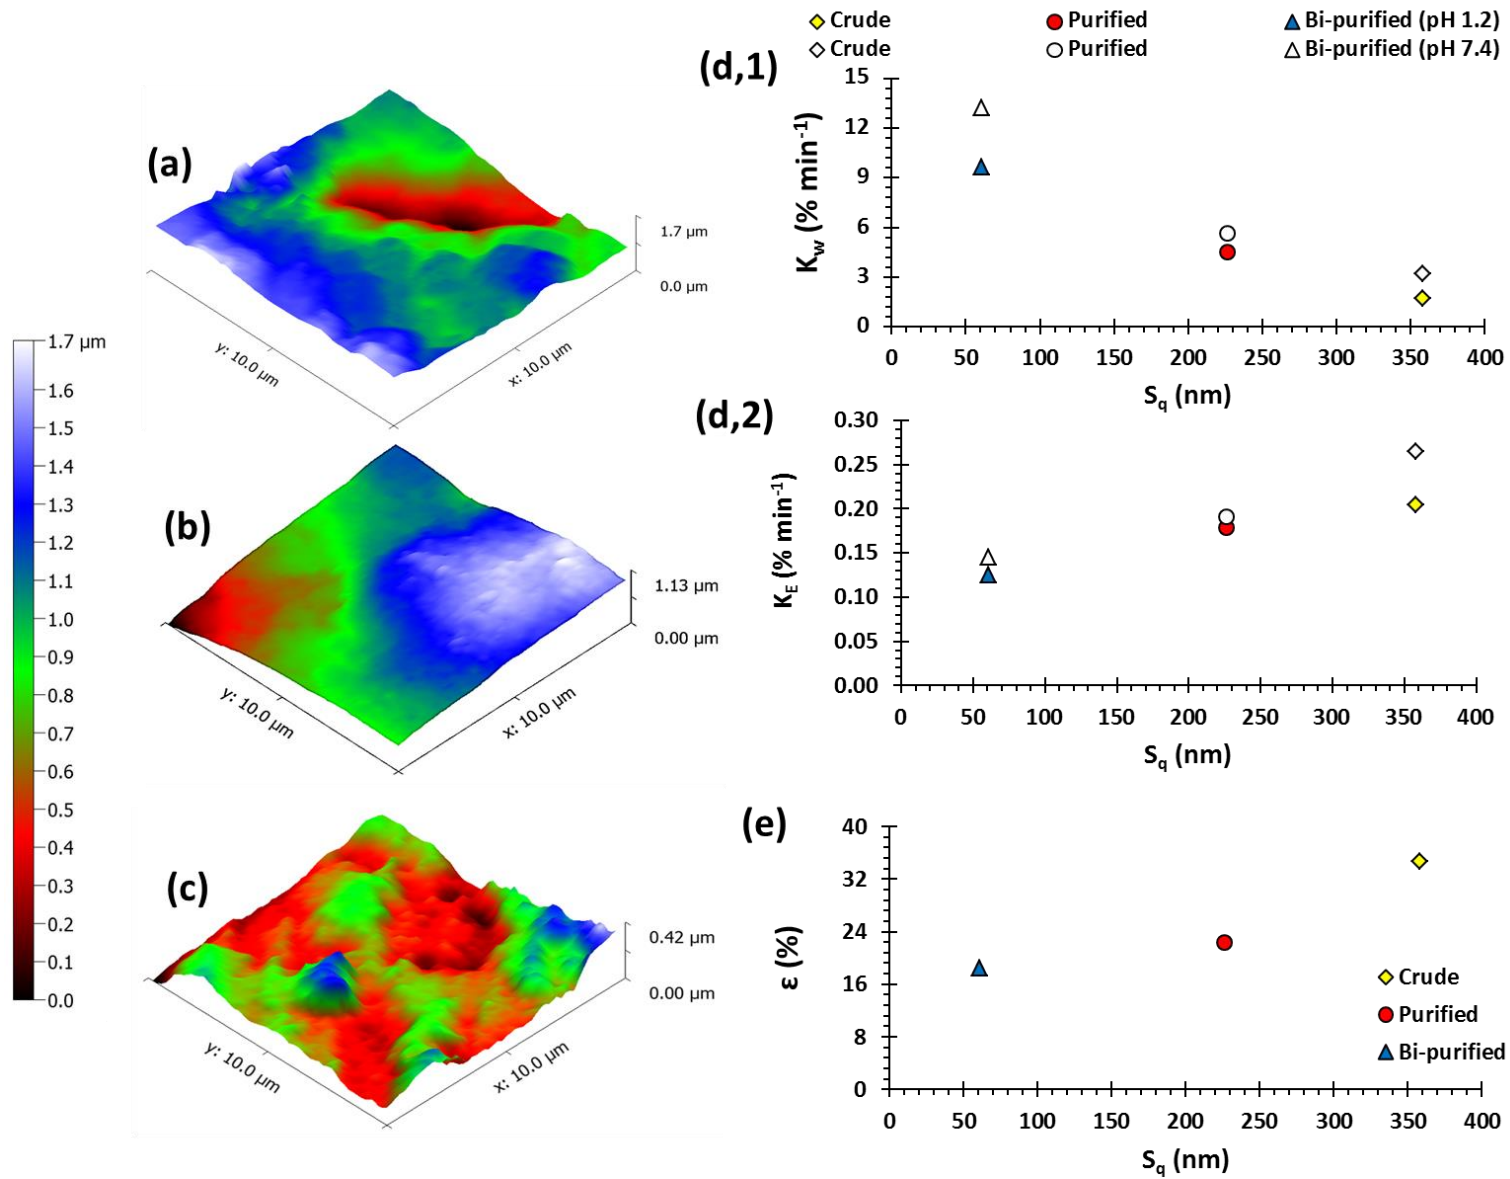 Crude Purified Bi-purified (pH 1.2)
Crude Purified Bi-purified (pH 7.4)
(a)
1.7 µm
0.0 µm
y: 10.0 µm
x: 10.0 µm
1.7 µm
1.6
1.5
1.4
1.3
1.2
1.1
1.0
0.9
0.8
0.7
0.6
0.5
0.4
0.3
0.2
0.1
0.0
(b)
1.13 µm
0.00 µm
y: 10.0 µm
x: 10.0 µm
(c)
0.42 µm
0.00 µm
y: 10.0 µm
x: 10.0 µm
(d,1)
Kw (% min⁻¹)
15
12
9
6
3
0
0 50 100 150 200 250 300 350 400
Sq (nm)
(d,2)
KE (% min⁻¹)
0.30
0.25
0.20
0.15
0.10
0.05
0.00
0 50 100 150 200 250 300 350 400
Sq (nm)
(e)
ε (%)
40
32
24
16
8
0
Crude
Purified
Bi-purified
0 50 100 150 200 250 300 350 400
Sq (nm)